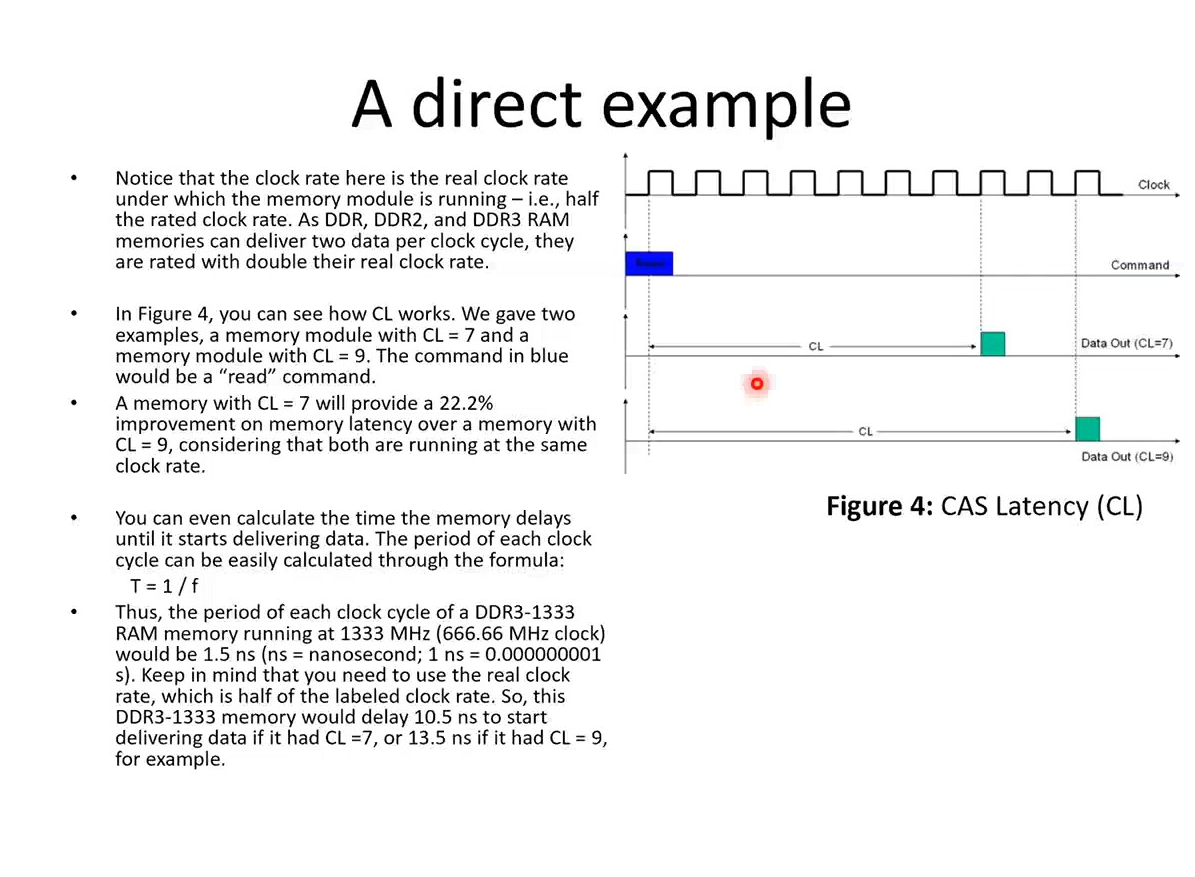 A direct example
• Notice that the clock rate here is the real clock rate
under which the memory module is running – i.e., half
the rated clock rate. As DDR, DDR2, and DDR3 RAM
memories can deliver two data per clock cycle, they
are rated with double their real clock rate.
• In Figure 4, you can see how CL works. We gave two
examples, a memory module with CL = 7 and a
memory module with CL = 9. The command in blue
would be a “read” command.
• A memory with CL = 7 will provide a 22.2%
improvement on memory latency over a memory with
CL = 9, considering that both are running at the same
clock rate.
• You can even calculate the time the memory delays
until it starts delivering data. The period of each clock
cycle can be easily calculated through the formula:
T = 1 / f
• Thus, the period of each clock cycle of a DDR3-1333
RAM memory running at 1333 MHz (666.66 MHz clock)
would be 1.5 ns (ns = nanosecond; 1 ns = 0.000000001
s). Keep in mind that you need to use the real clock
rate, which is half of the labeled clock rate. So, this
DDR3-1333 memory would delay 10.5 ns to start
delivering data if it had CL =7, or 13.5 ns if it had CL = 9,
for example.
Clock
Command
CL
Data Out (CL=7)
CL
Data Out (CL=9)
Figure 4: CAS Latency (CL)